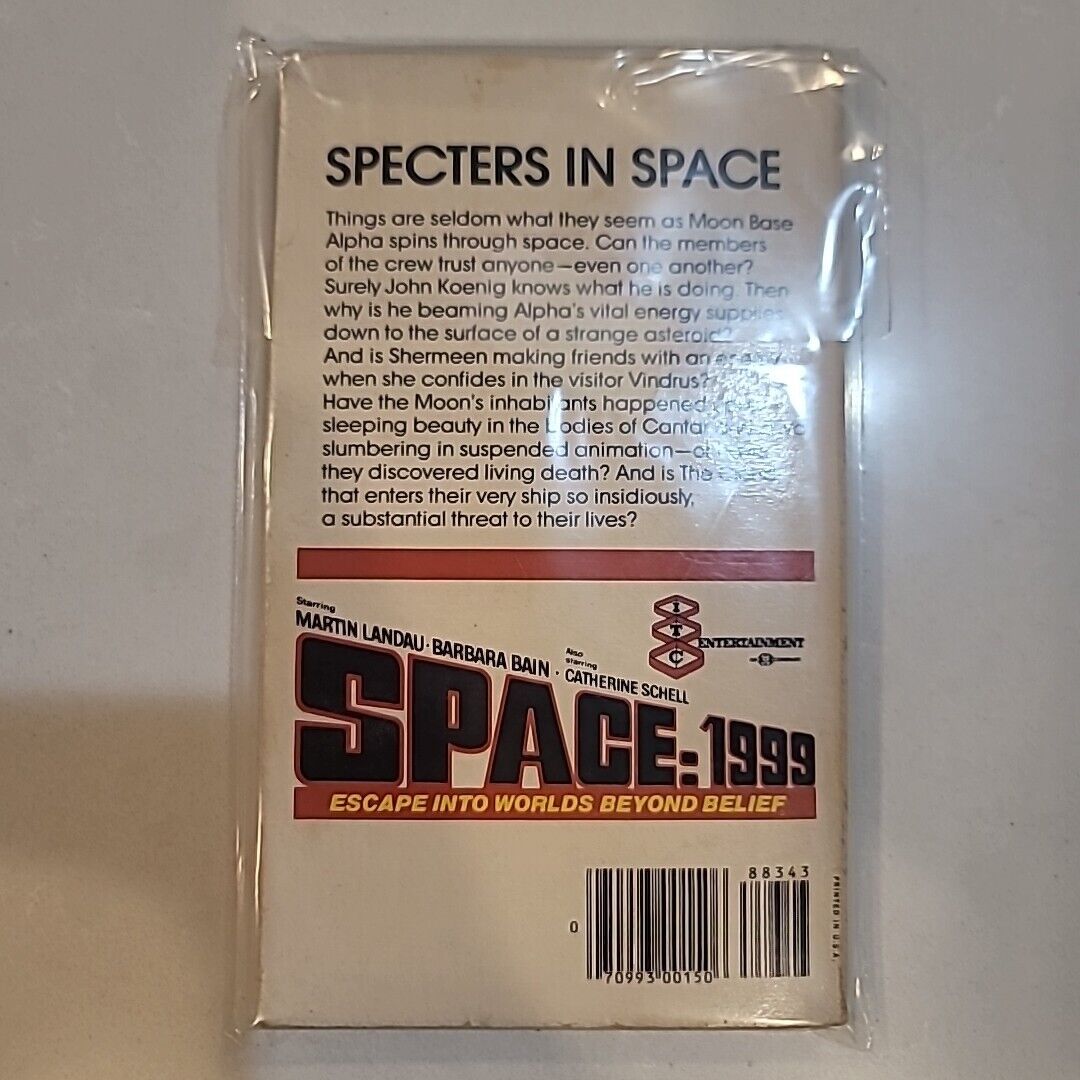 SPECTERS IN SPACE
Things are seldom what they seem as Moon Base
Alpha spins through space. Can the members
of the crew trust anyone—even one another?
Surely John Koenig knows what he is doing. Then
why is he beaming Alpha's vital energy supplies
down to the surface of a strange asteroid?
And is Shermeen making friends with an
when she confides in the visitor Vindrus?
Have the Moon's inhabitants happened
sleeping beauty in the bodies of
slumbering in suspended animation—
they discovered living death? And is The
that enters their very ship so insidiously,
a substantial threat to their lives?
Starring
MARTIN LANDAU · BARBARA BAIN ·
Also
starring
CATHERINE SCHELL
ITC
ENTERTAINMENT
SPACE: 1999
ESCAPE INTO WORLDS BEYOND BELIEF
88343
0
70993 00150
PRINTED IN U.S.A.